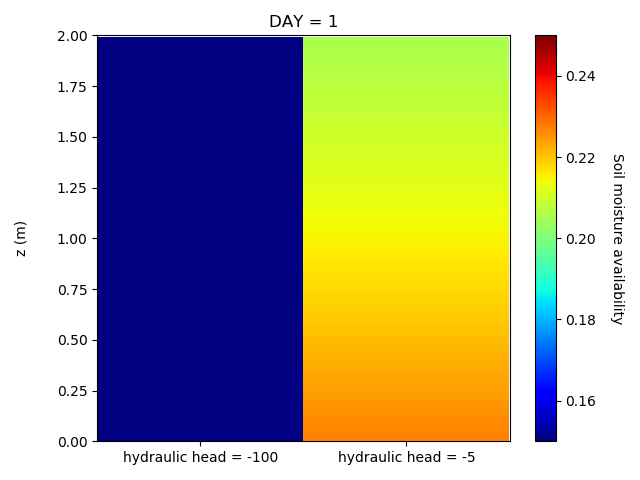 DAY = 1
2.00
1.75
1.50
1.25
1.00
0.75
0.50
0.25
0.00
z (m)
hydraulic head = -100
hydraulic head = -5
0.24
0.22
0.20
0.18
0.16
Soil moisture availability